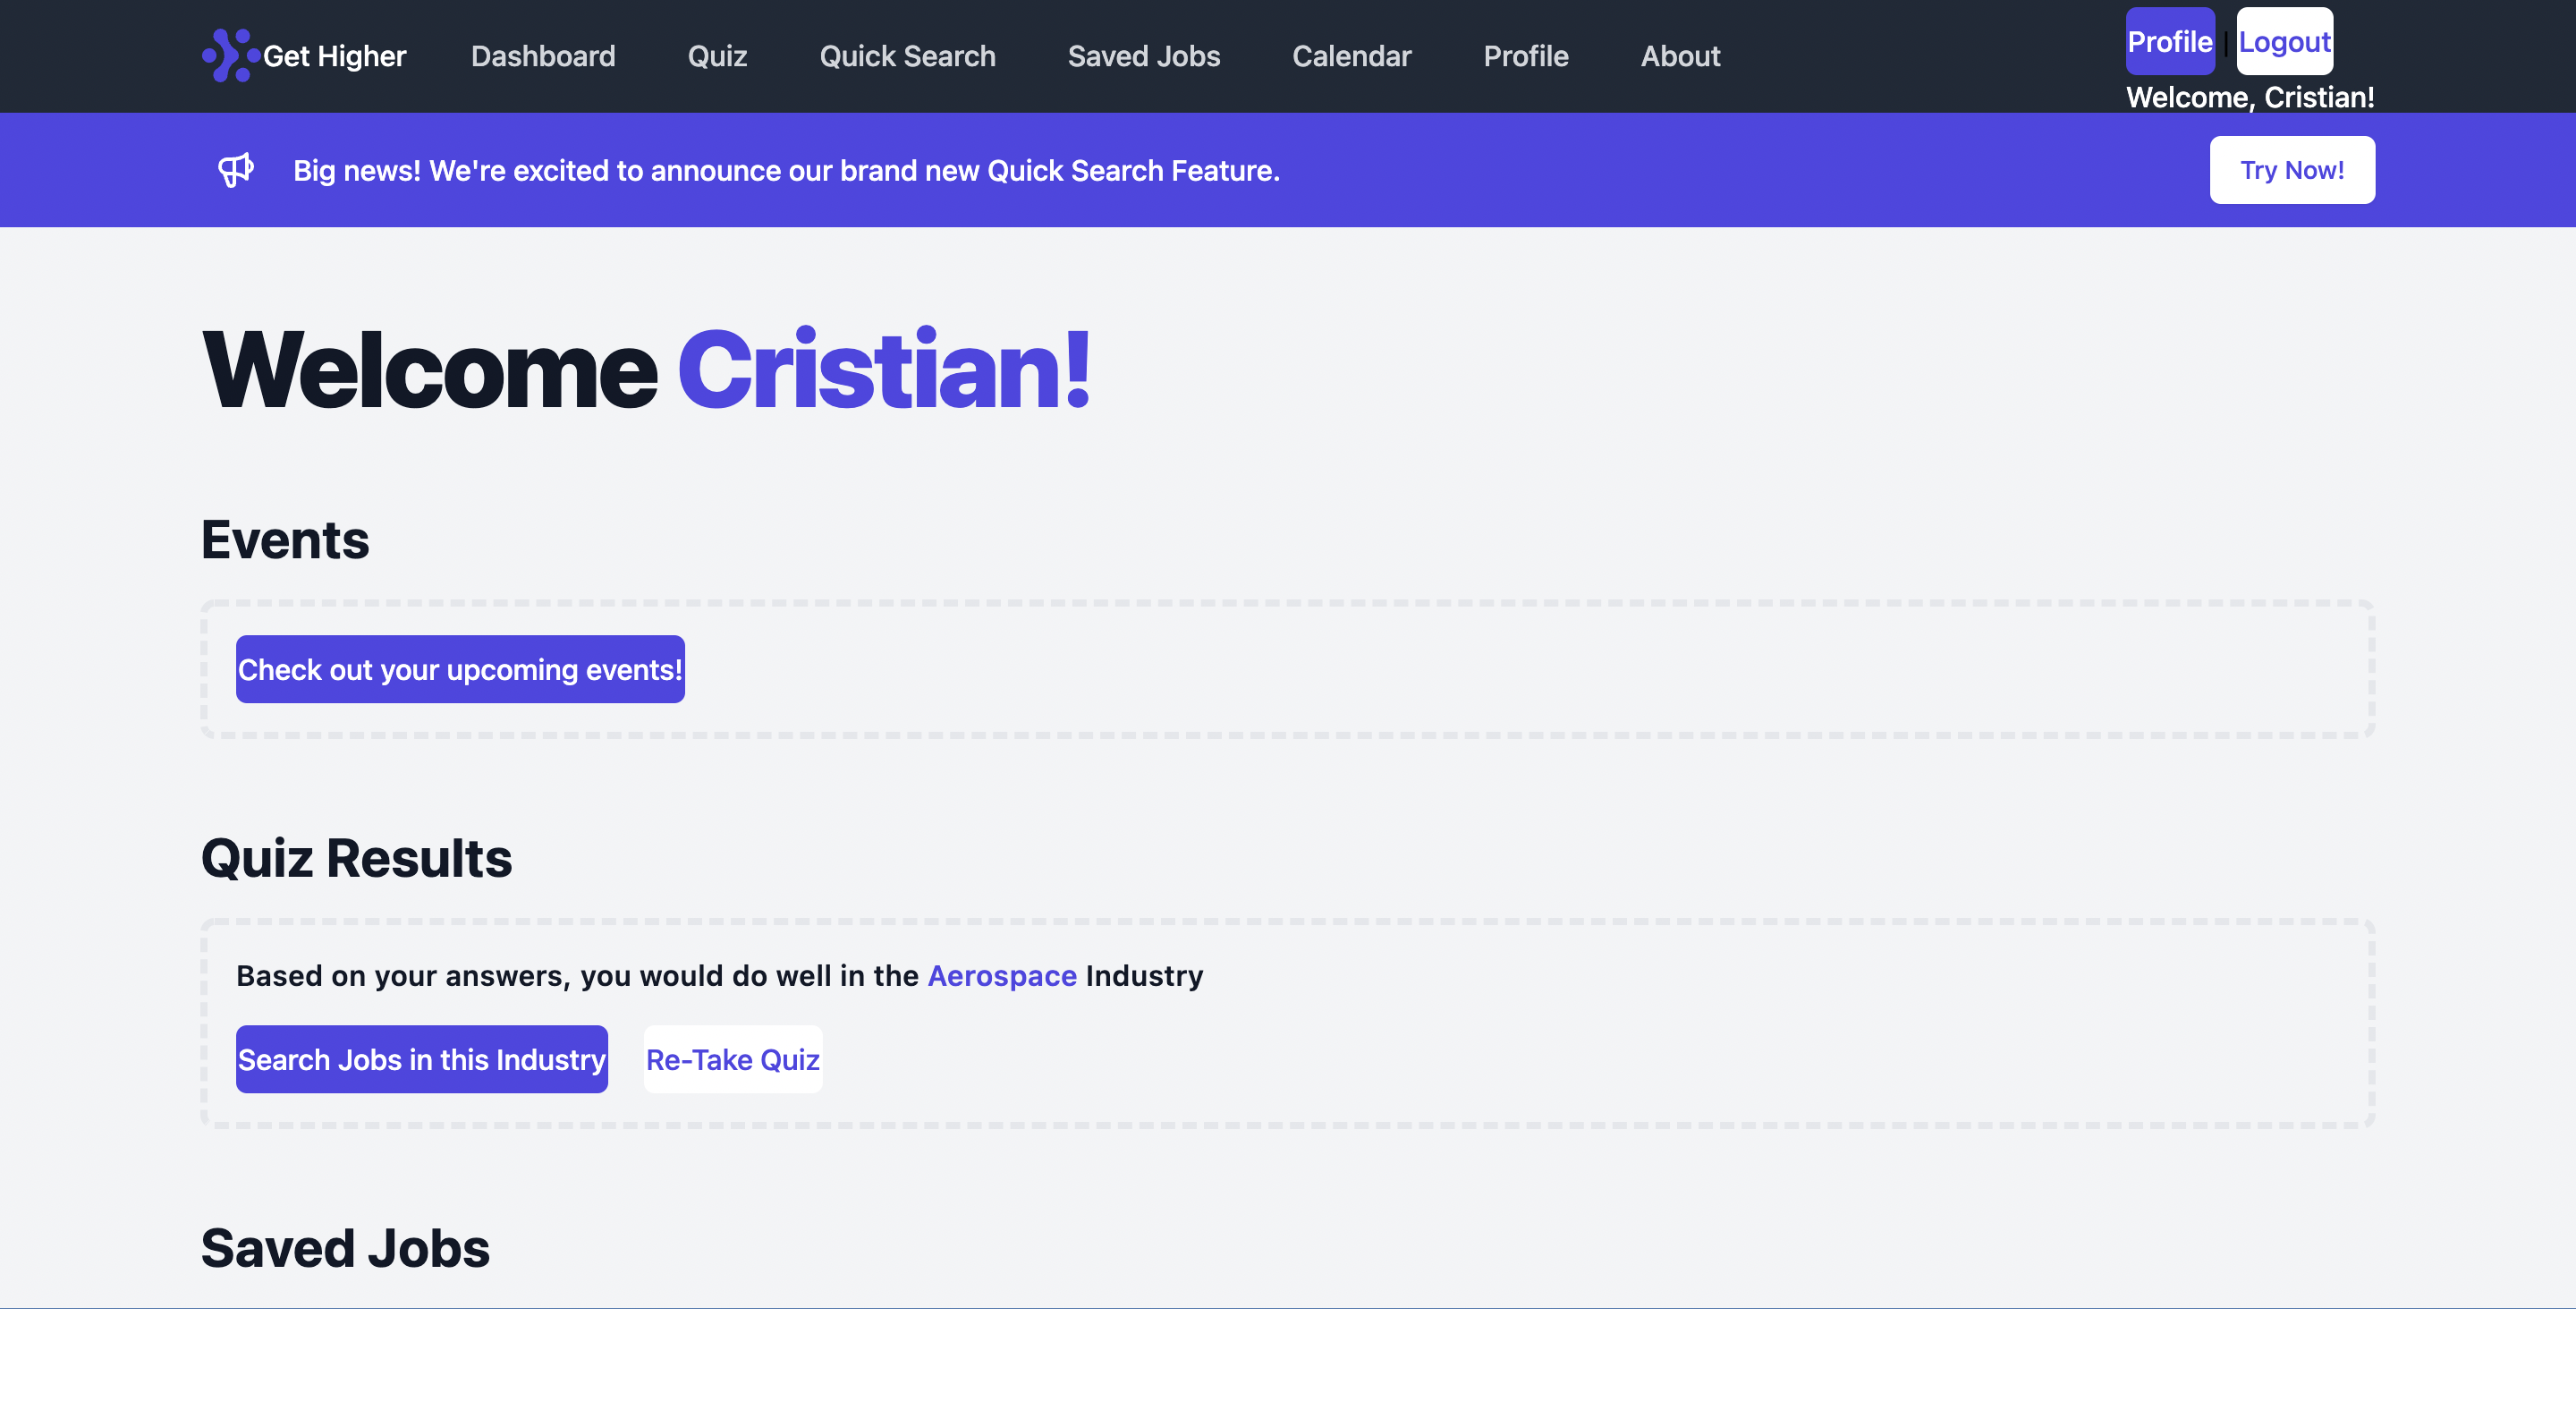 Get Higher Dashboard Quiz Quick Search Saved Jobs Calendar Profile About Profile | Logout
Welcome, Cristian!
Big news! We're excited to announce our brand new Quick Search Feature. Try Now!
Welcome Cristian!
Events
Check out your upcoming events!
Quiz Results
Based on your answers, you would do well in the Aerospace Industry
Search Jobs in this Industry Re-Take Quiz
Saved Jobs